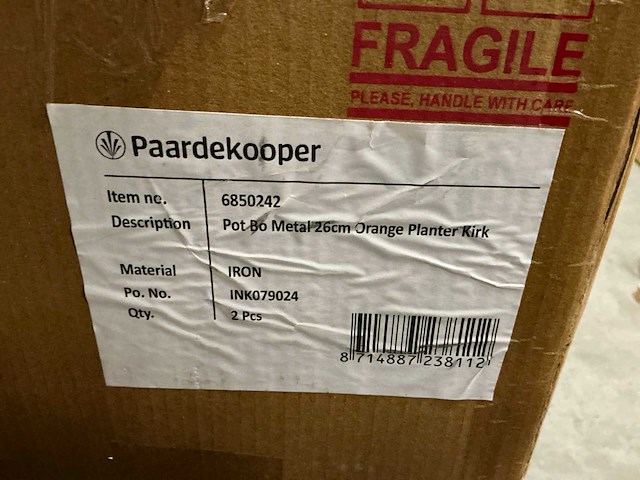 FRAGILE
PLEASE, HANDLE WITH CARE
Paardekooper
Item no. 6850242
Description Pot Bo Metal 26cm Orange Planter Kirk
Material IRON
Po. No. INK079024
Qty. 2 Pcs
8 714887 238112